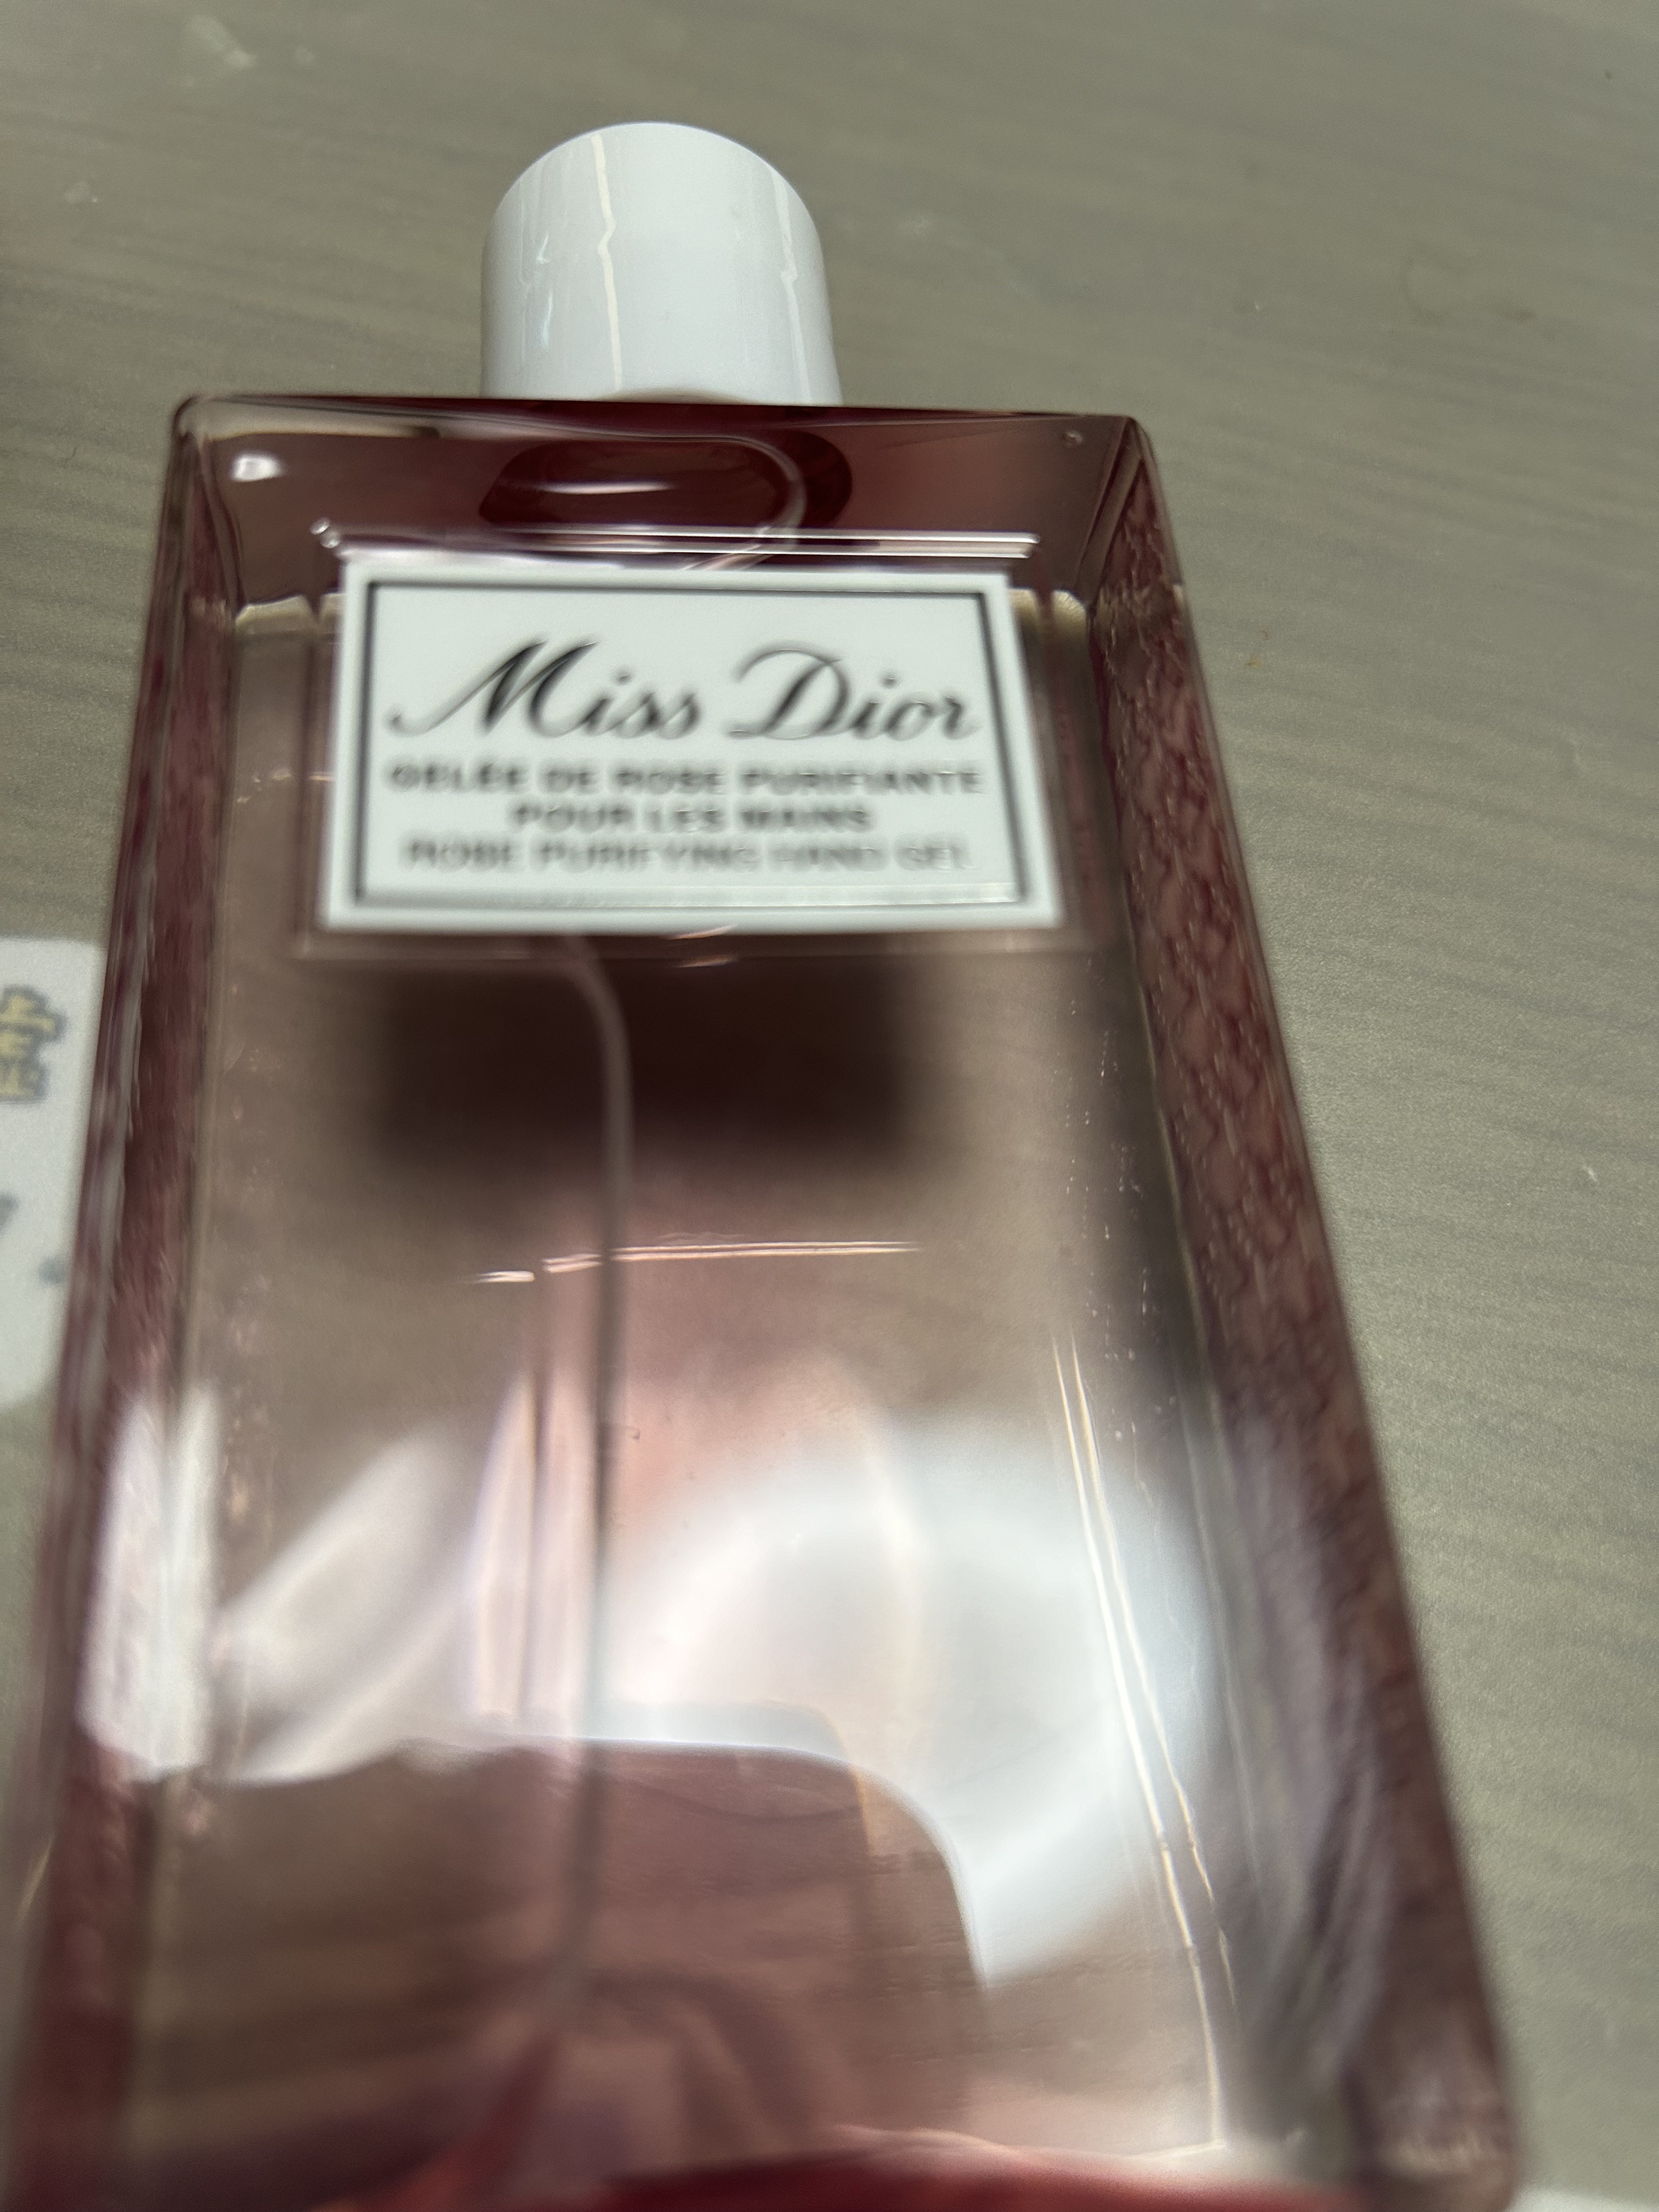 Miss Dior
GELÉE DE ROSE PURIFIANTE
POUR LES MAINS
ROSE PURIFYING HAND GEL